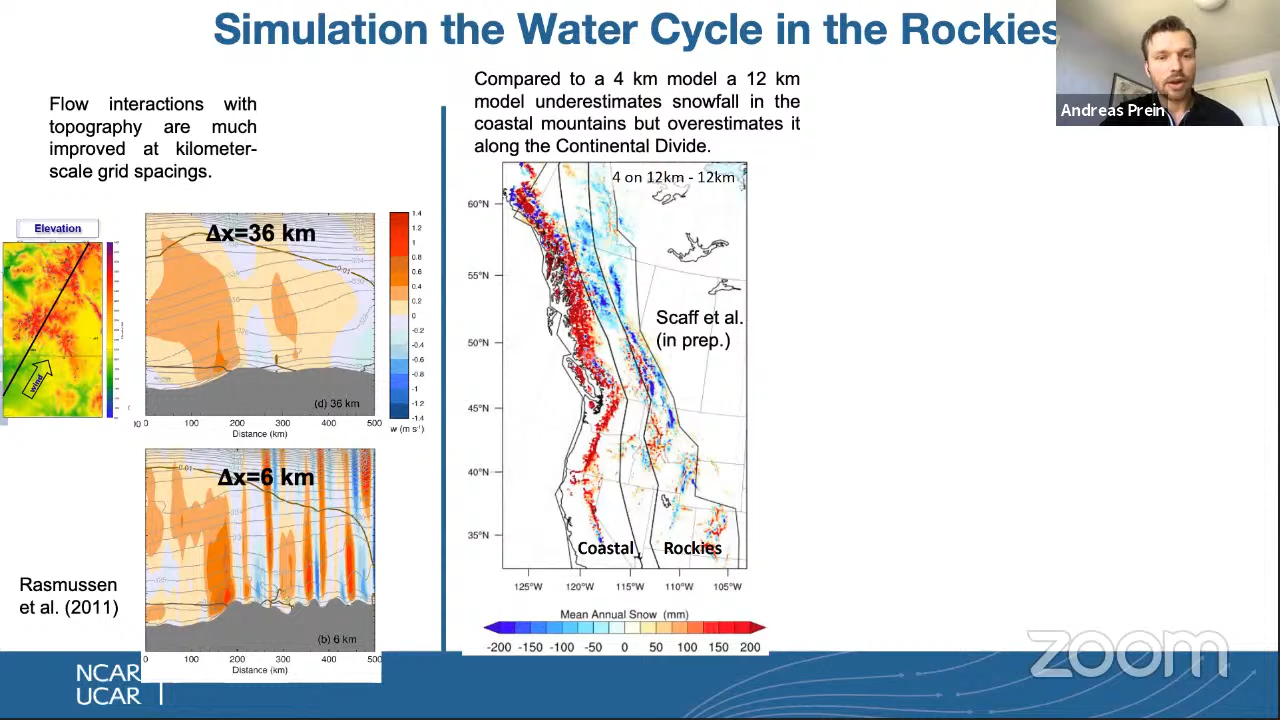 Simulation the Water Cycle in the Rockies
Andreas Prein
Flow interactions with
topography are much
improved at kilometer-
scale grid spacings.
Elevation
wind
Δx=36 km
(d) 36 km
0 100 200 300 400 500
Distance (km)
1.4
1.2
1
0.8
0.6
0.4
0.2
0
-0.2
-0.4
-0.6
-0.8
-1
-1.2
-1.4
w (m s⁻¹)
Δx=6 km
(b) 6 km
0 100 200 300 400 500
Distance (km)
Rasmussen
et al. (2011)
Compared to a 4 km model a 12 km
model underestimates snowfall in the
coastal mountains but overestimates it
along the Continental Divide.
4 on 12km - 12km
60°N
55°N
50°N
45°N
40°N
35°N
Scaff et al.
(in prep.)
Coastal Rockies
125°W 120°W 115°W 110°W 105°W
Mean Annual Snow (mm)
-200 -150 -100 -50 0 50 100 150 200
NCAR
UCAR
zoom